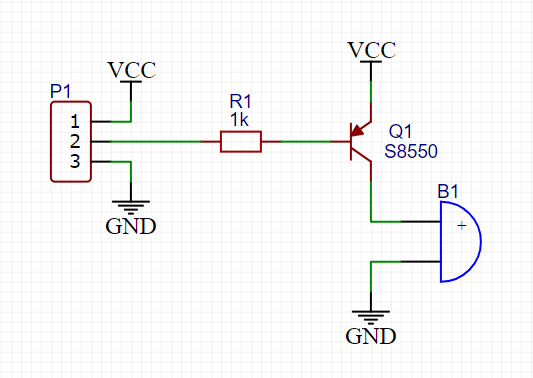 VCC
P1
1
2
3
GND
R1
1k
VCC
Q1
S8550
B1
+
GND